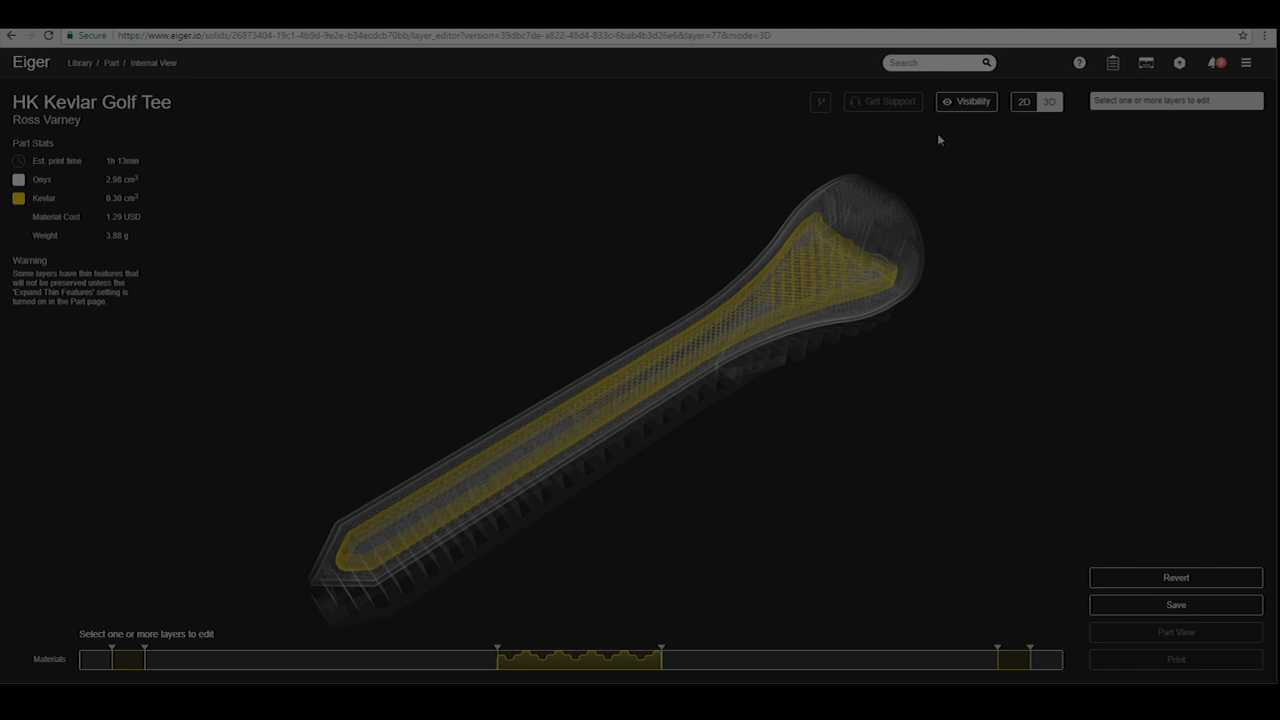 Secure https://www.eiger.io/solids/26873404-19c1-4b9d-9e2e-b34ecdcb70bb/layer_editor?version=39dbc7de-a822-48d4-833c-6bab4b3d26e6&layer=77&mode=3D
Eiger Library / Part / Internal View Search ?
HK Kevlar Golf Tee
Ross Varney
Get Support Visibility 2D 3D Select one or more layers to edit
Part Stats
Est. print time 1h 13min
Onyx 2.98 cm³
Kevlar 0.30 cm³
Material Cost 1.29 USD
Weight 3.88 g
Warning
Some layers have thin features that
will not be preserved unless the
'Expand Thin Features' setting is
turned on in the Part page.
Revert
Save
Part View
Print
Select one or more layers to edit
Materials